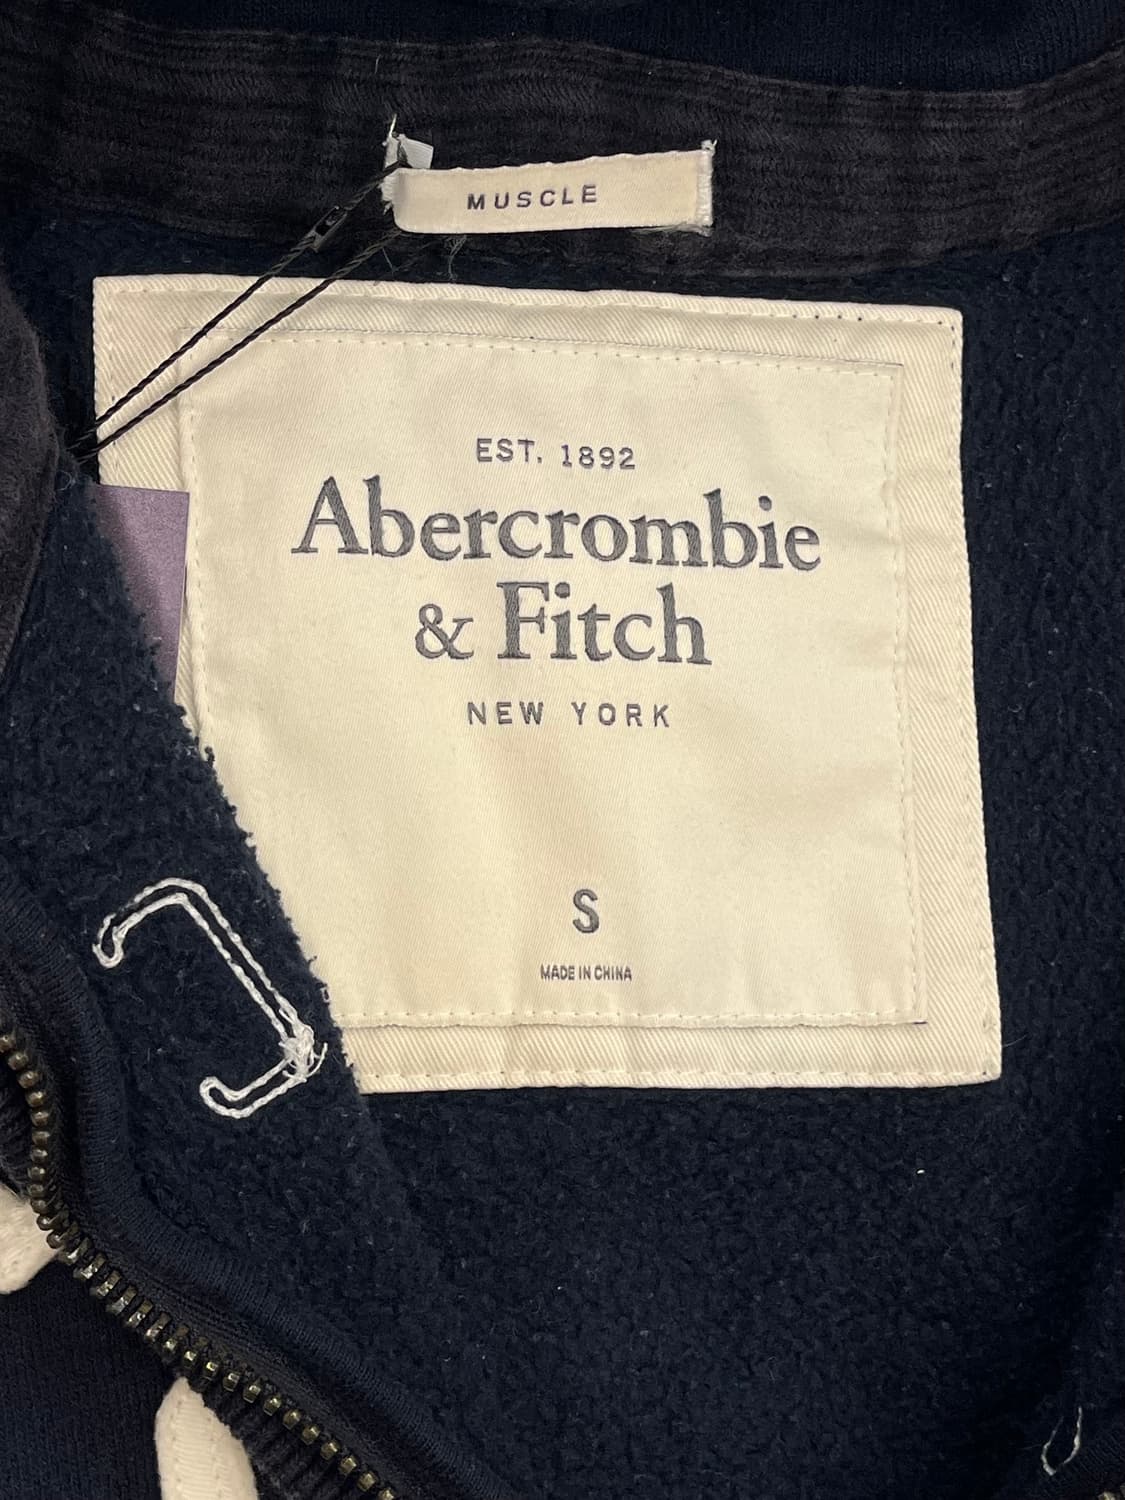 MUSCLE
EST. 1892
Abercrombie
& Fitch
NEW YORK
S
MADE IN CHINA